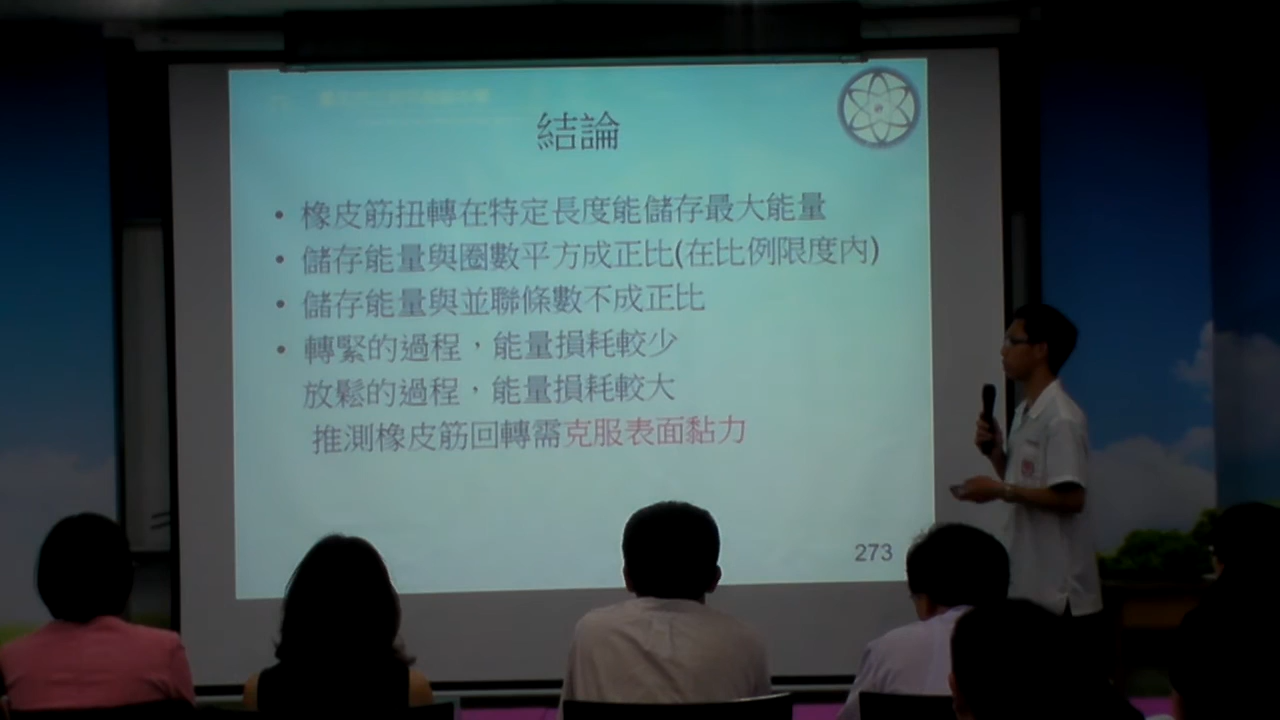 結論
• 橡皮筋扭轉在特定長度能儲存最大能量
• 儲存能量與圈數平方成正比(在比例限度內)
• 儲存能量與並聯條數不成正比
• 轉緊的過程，能量損耗較少
放鬆的過程，能量損耗較大
推測橡皮筋回轉需克服表面黏力
273